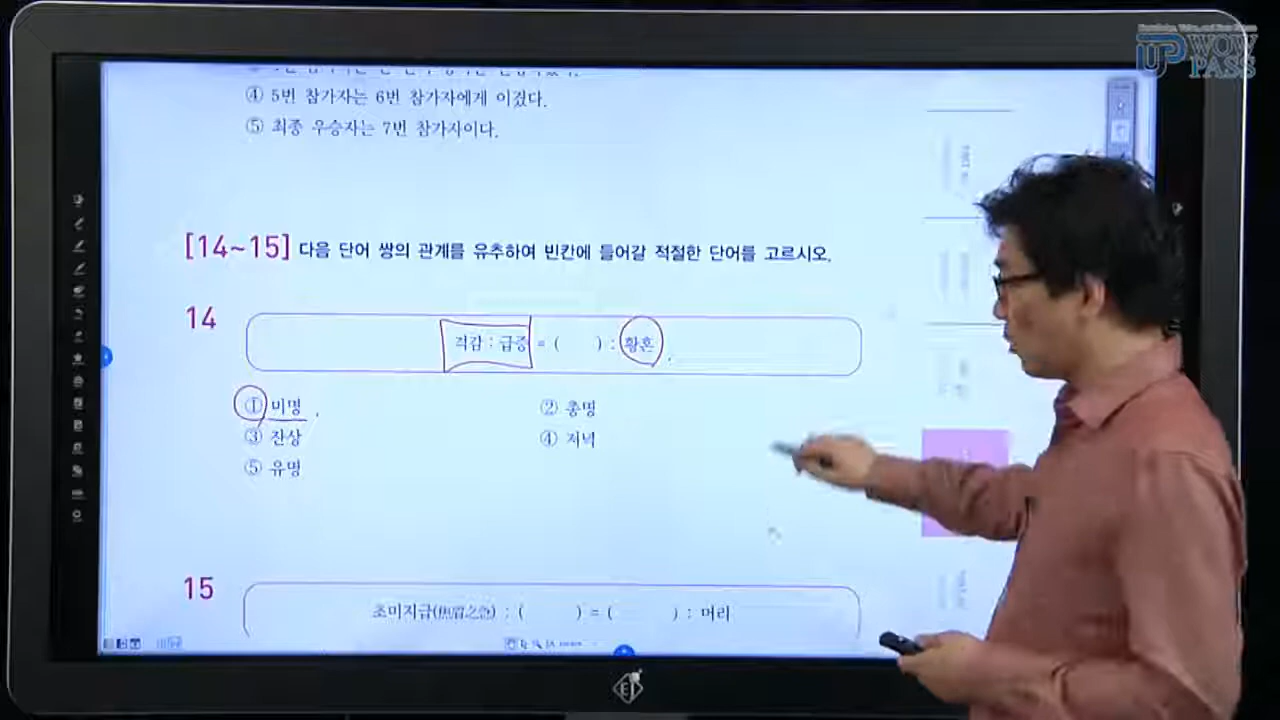 UP WOW PASS
④ 5번 참가자는 6번 참가자에게 이겼다.
⑤ 최종 우승자는 7번 참가자이다.
[14~15] 다음 단어 쌍의 관계를 유추하여 빈칸에 들어갈 적절한 단어를 고르시오.
14
격감 : 급증 = ( ) : 황혼
① 미명
② 총명
③ 잔상
④ 저녁
⑤ 유명
15
초미지급(焦眉之急) : ( ) = ( ) : 머리